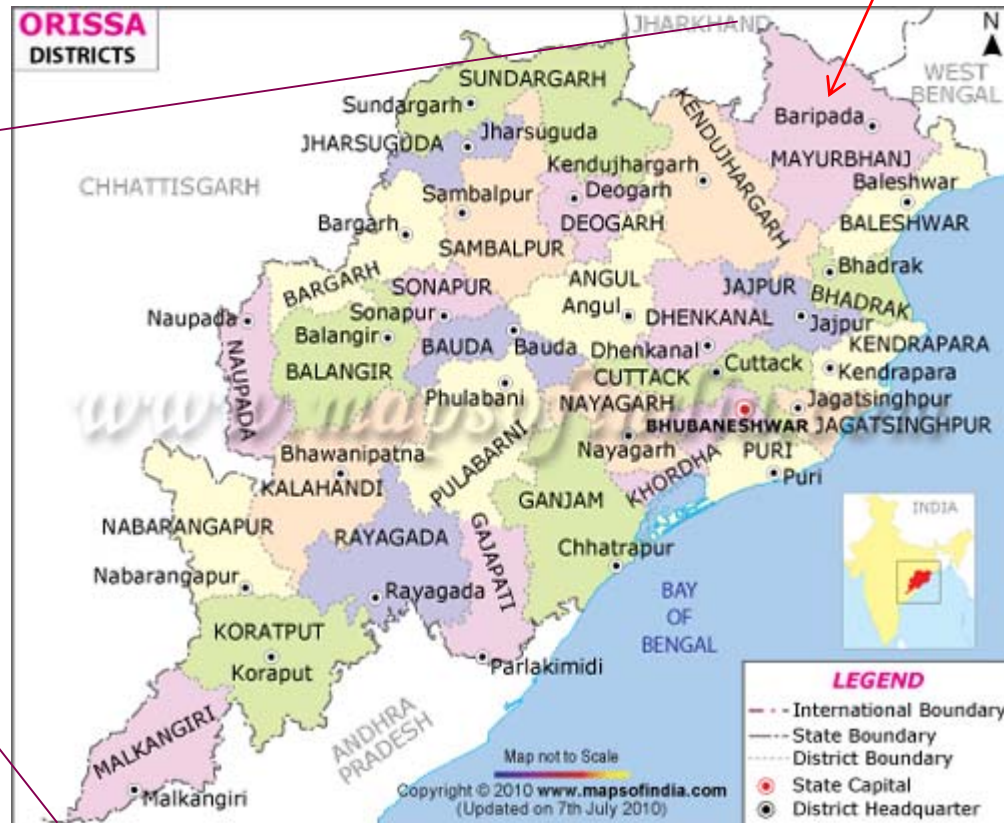 ORISSA
DISTRICTS
JHARKHAND
N
WEST
BENGAL
SUNDARGARH
Sundargarh
KENDUJHARGARH
Baripada
JHARSUGUDA
Jharsuguda
MAYURBHANJ
Kendujhargarh
CHHATTISGARH
Sambalpur
Deogarh
Baleshwar
Bargarh
DEOGARH
BALESHWAR
SAMBALPUR
BARGARH
SONAPUR
ANGUL
JAJPUR
Bhadrak
BHADRAK
Naupada
Sonapur
Angul
DHENKANAL
Jajpur
Balangir
BAUDA
Bauda
Dhenkanal
KENDRAPARA
NAUPADA
BALANGIR
CUTTACK
Cuttack
Kendrapara
Phulabani
NAYAGARH
Jagatsinghpur
www.mapsofindia.com
BHUBANESHWAR
JAGATSINGHPUR
Bhawanipatna
Nayagarh
PURI
KALAHANDI
PULABARNI
KHORDHA
Puri
GANJAM
NABARANGAPUR
RAYAGADA
GAJAPATI
INDIA
Chhatrapur
Nabarangapur
Rayagada
BAY
OF
BENGAL
KORATPUT
Koraput
Parlakimidi
MALKANGIRI
ANDHRA
PRADESH
Malkangiri
LEGEND
International Boundary
State Boundary
District Boundary
State Capital
District Headquarter
Map not to Scale
Copyright © 2010 www.mapsofindia.com
(Updated on 7th July 2010)